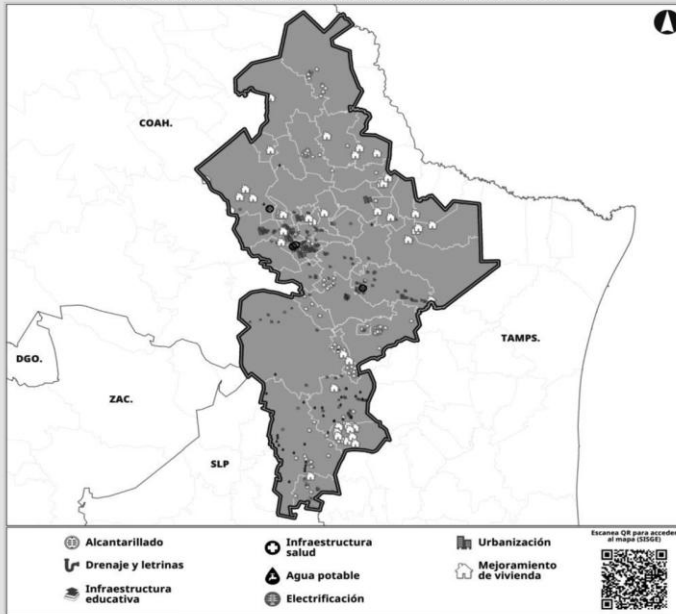 COAH.
TAMPS.
DGO.
ZAC.
SLP
Alcantarillado
Drenaje y letrinas
Infraestructura
educativa
Infraestructura
salud
Agua potable
Electrificación
Urbanización
Mejoramiento
de vivienda
Escanea QR para acceder
al mapa (SISGE)